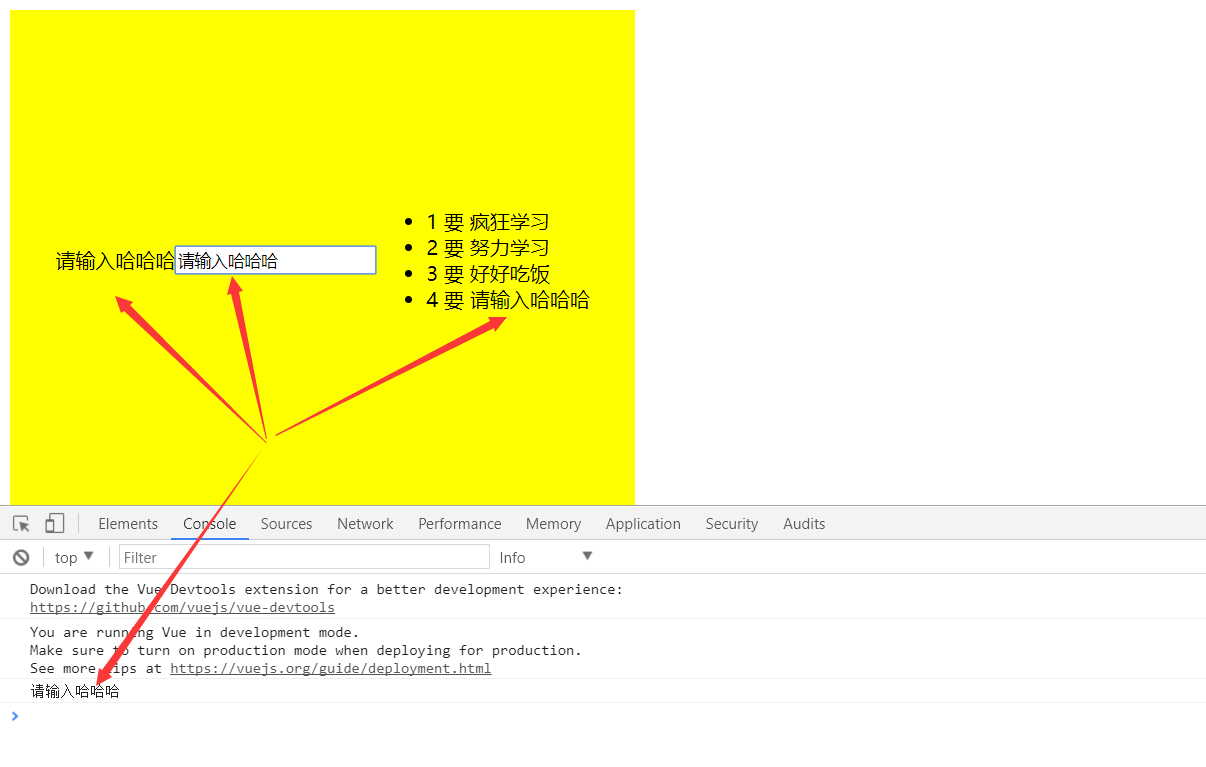 请输入哈哈哈 请输入哈哈哈
1 要 疯狂学习
2 要 努力学习
3 要 好好吃饭
4 要 请输入哈哈哈
Elements Console Sources Network Performance Memory Application Security Audits
top Filter Info
Download the Vue Devtools extension for a better development experience:
https://github.com/vuejs/vue-devtools
You are running Vue in development mode.
Make sure to turn on production mode when deploying for production.
See more tips at https://vuejs.org/guide/deployment.html
请输入哈哈哈